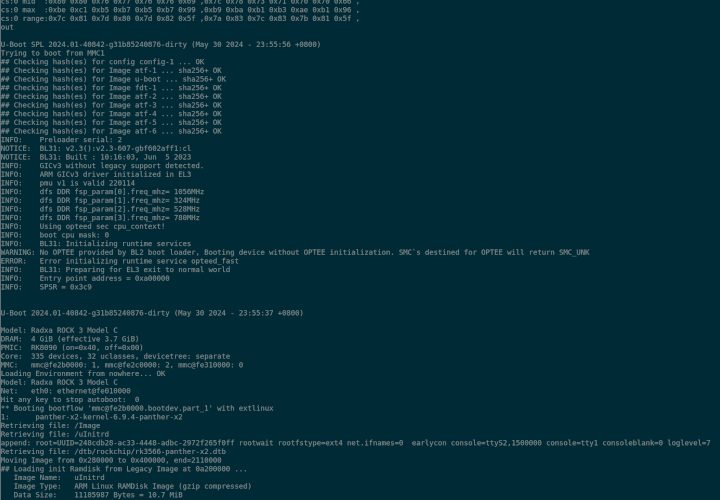 cs:0 max  :0xbe 0xc1 0xb5 0xb7 0xb5 0xb7 0x99 ,0xb9 0xba 0xb1 0xb3 0xae 0xb1 0x96 ,
cs:0 range:0x7c 0x81 0x7d 0x80 0x7d 0x82 0x5f ,0x7a 0x83 0x7c 0x83 0x7b 0x81 0x5f ,
out
U-Boot SPL 2024.01-40842-g31b85240876-dirty (May 30 2024 - 23:55:56 +0800)
Trying to boot from MMC1
## Checking hash(es) for config config-1 ... OK
## Checking hash(es) for Image atf-1 ... sha256+ OK
## Checking hash(es) for Image u-boot ... sha256+ OK
## Checking hash(es) for Image fdt-1 ... sha256+ OK
## Checking hash(es) for Image atf-2 ... sha256+ OK
## Checking hash(es) for Image atf-3 ... sha256+ OK
## Checking hash(es) for Image atf-4 ... sha256+ OK
## Checking hash(es) for Image atf-5 ... sha256+ OK
## Checking hash(es) for Image atf-6 ... sha256+ OK
INFO:    Preloader serial: 2
NOTICE:  BL31: v2.3():v2.3-607-gbf602aff1:cl
NOTICE:  BL31: Built : 10:16:03, Jun  5 2023
INFO:    GICv3 without legacy support detected.
INFO:    ARM GICv3 driver initialized in EL3
INFO:    pmu v1 is valid 220114
INFO:    dfs DDR fsp_param[0].freq_mhz= 1056MHz
INFO:    dfs DDR fsp_param[1].freq_mhz= 324MHz
INFO:    dfs DDR fsp_param[2].freq_mhz= 528MHz
INFO:    dfs DDR fsp_param[3].freq_mhz= 780MHz
INFO:    Using opteed sec cpu_context!
INFO:    boot cpu mask: 0
INFO:    BL31: Initializing runtime services
WARNING: No OPTEE provided by BL2 boot loader, Booting device without OPTEE initialization. SMC`s destined for OPTEE will return SMC_UNK
ERROR:   Error initializing runtime service opteed_fast
INFO:    BL31: Preparing for EL3 exit to normal world
INFO:    Entry point address = 0xa00000
INFO:    SPSR = 0x3c9
U-Boot 2024.01-40842-g31b85240876-dirty (May 30 2024 - 23:55:37 +0800)
Model: Radxa ROCK 3 Model C
DRAM:  4 GiB (effective 3.7 GiB)
PMIC:  RK8090 (on=0x40, off=0x00)
Core:  335 devices, 32 uclasses, devicetree: separate
MMC:   mmc@fe2b0000: 1, mmc@fe2c0000: 2, mmc@fe310000: 0
Loading Environment from nowhere... OK
Model: Radxa ROCK 3 Model C
Net:   eth0: ethernet@fe010000
Hit any key to stop autoboot:  0
** Booting bootflow 'mmc@fe2b0000.bootdev.part_1' with extlinux
1:      panther-x2-kernel-6.9.4-panther-x2
Retrieving file: /Image
Retrieving file: /uInitrd
append: root=UUID=248cdb28-ac33-4448-adbc-2972f265f0ff rootwait rootfstype=ext4 net.ifnames=0  earlycon console=ttyS2,1500000 console=tty1 consoleblank=0 loglevel=7
Retrieving file: /dtb/rockchip/rk3566-panther-x2.dtb
Moving Image from 0x280000 to 0x400000, end=2110000
## Loading init Ramdisk from Legacy Image at 0a200000 ...
   Image Name:   uInitrd
   Image Type:   ARM Linux RAMDisk Image (gzip compressed)
   Data Size:    11185987 Bytes = 10.7 MiB